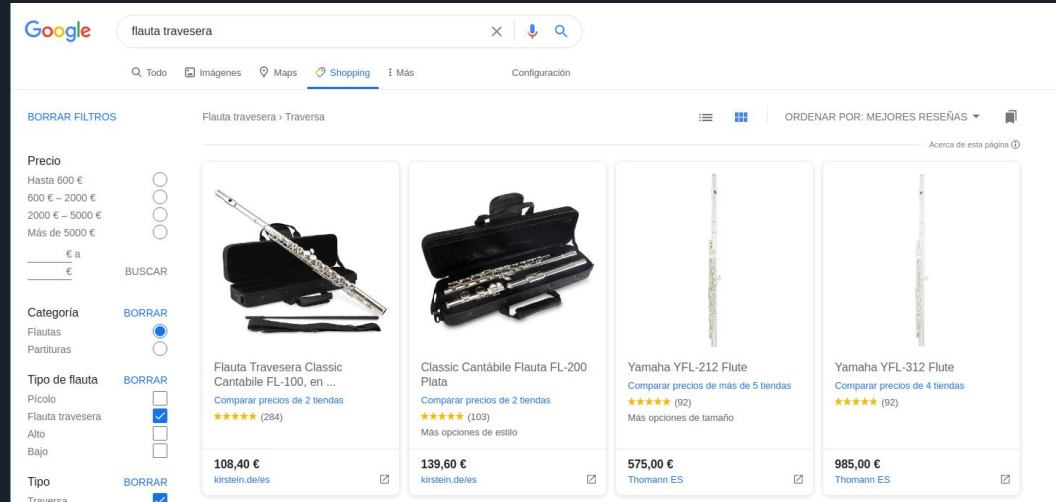 Google
flauta travesera
Todo Imágenes Maps Shopping Más Configuración
BORRAR FILTROS
Flauta travesera › Traversa
ORDENAR POR: MEJORES RESEÑAS
Acerca de esta página
Precio
Hasta 600 €
600 € – 2000 €
2000 € – 5000 €
Más de 5000 €
€ a
€ BUSCAR
Categoría BORRAR
Flautas
Partituras
Tipo de flauta BORRAR
Pícolo
Flauta travesera
Alto
Bajo
Tipo BORRAR
Traversa
Flauta Travesera Classic
Cantabile FL-100, en ...
Comparar precios de 2 tiendas
(284)
108,40 €
kirstein.de/es
Classic Cantábile Flauta FL-200
Plata
Comparar precios de 2 tiendas
(103)
Más opciones de estilo
139,60 €
kirstein.de/es
Yamaha YFL-212 Flute
Comparar precios de más de 5 tiendas
(92)
Más opciones de tamaño
575,00 €
Thomann ES
Yamaha YFL-312 Flute
Comparar precios de 4 tiendas
(92)
985,00 €
Thomann ES